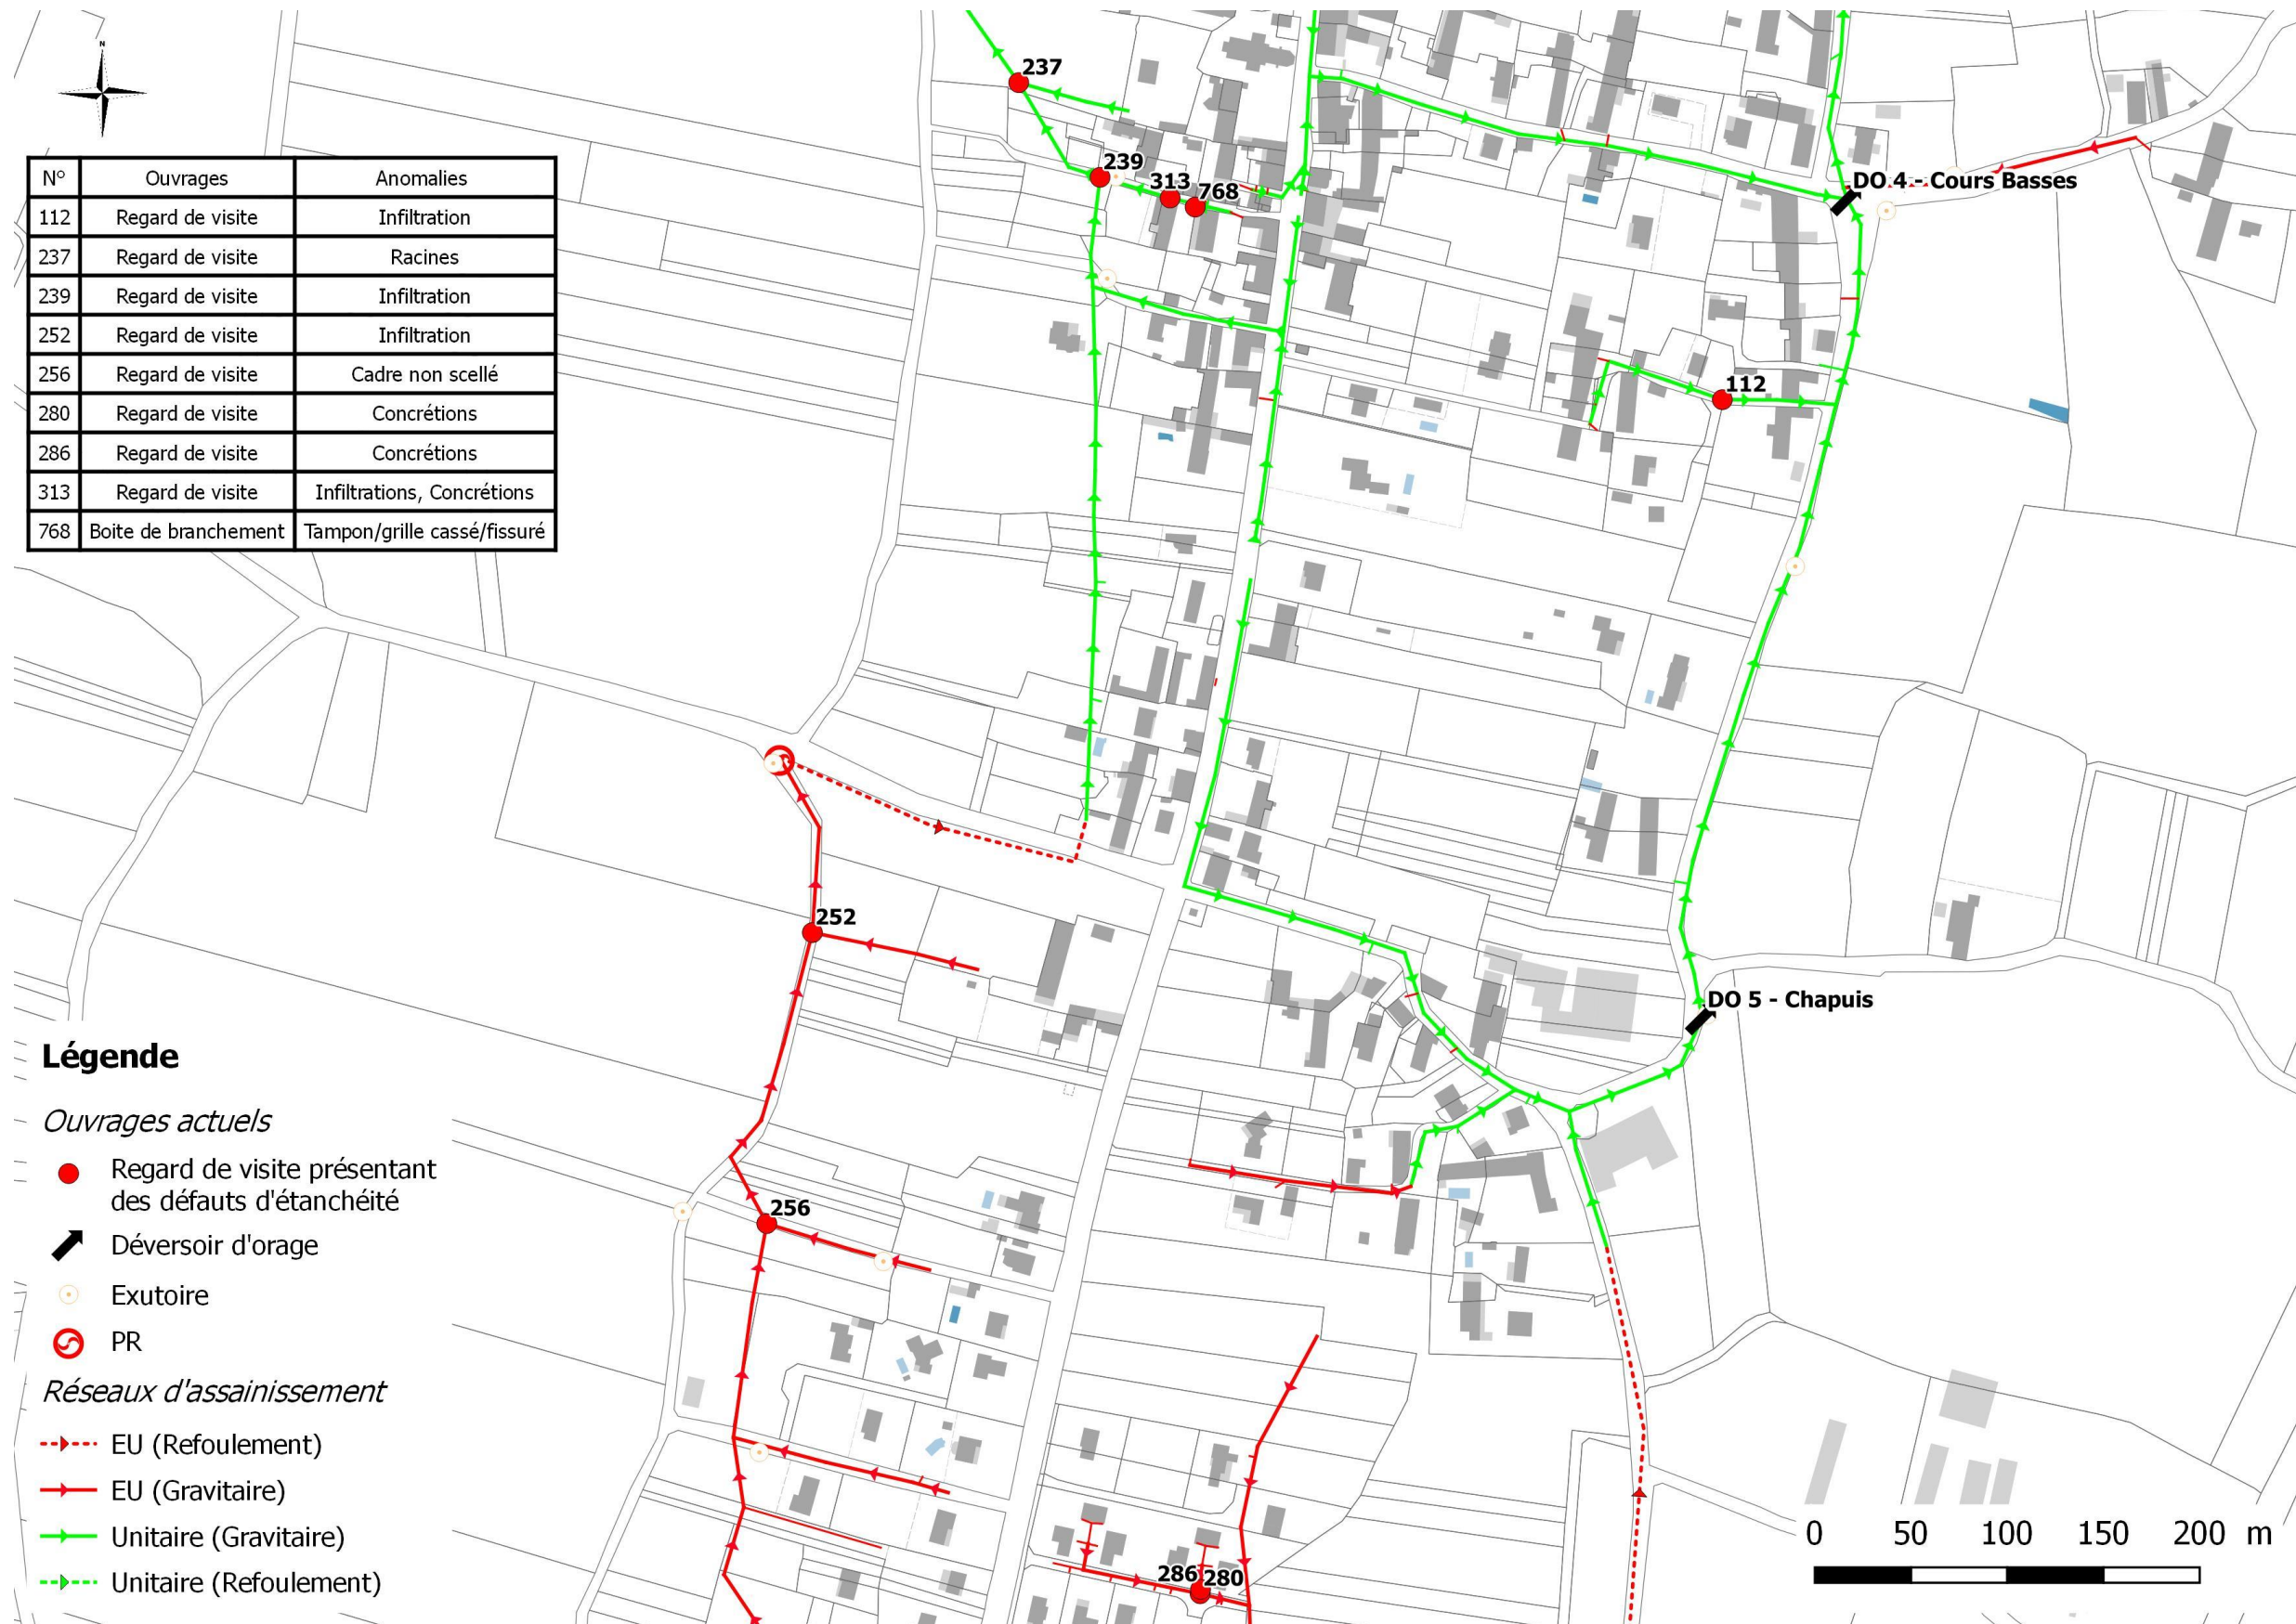 N
N° Ouvrages Anomalies
112 Regard de visite Infiltration
237 Regard de visite Racines
239 Regard de visite Infiltration
252 Regard de visite Infiltration
256 Regard de visite Cadre non scellé
280 Regard de visite Concrétions
286 Regard de visite Concrétions
313 Regard de visite Infiltrations, Concrétions
768 Boite de branchement Tampon/grille cassé/fissuré
237
239
313
768
DO 4 - Cours Basses
112
252
DO 5 - Chapuis
256
286
280
Légende
Ouvrages actuels
Regard de visite présentant
des défauts d'étanchéité
Déversoir d'orage
Exutoire
PR
Réseaux d'assainissement
EU (Refoulement)
EU (Gravitaire)
Unitaire (Gravitaire)
Unitaire (Refoulement)
0 50 100 150 200 m